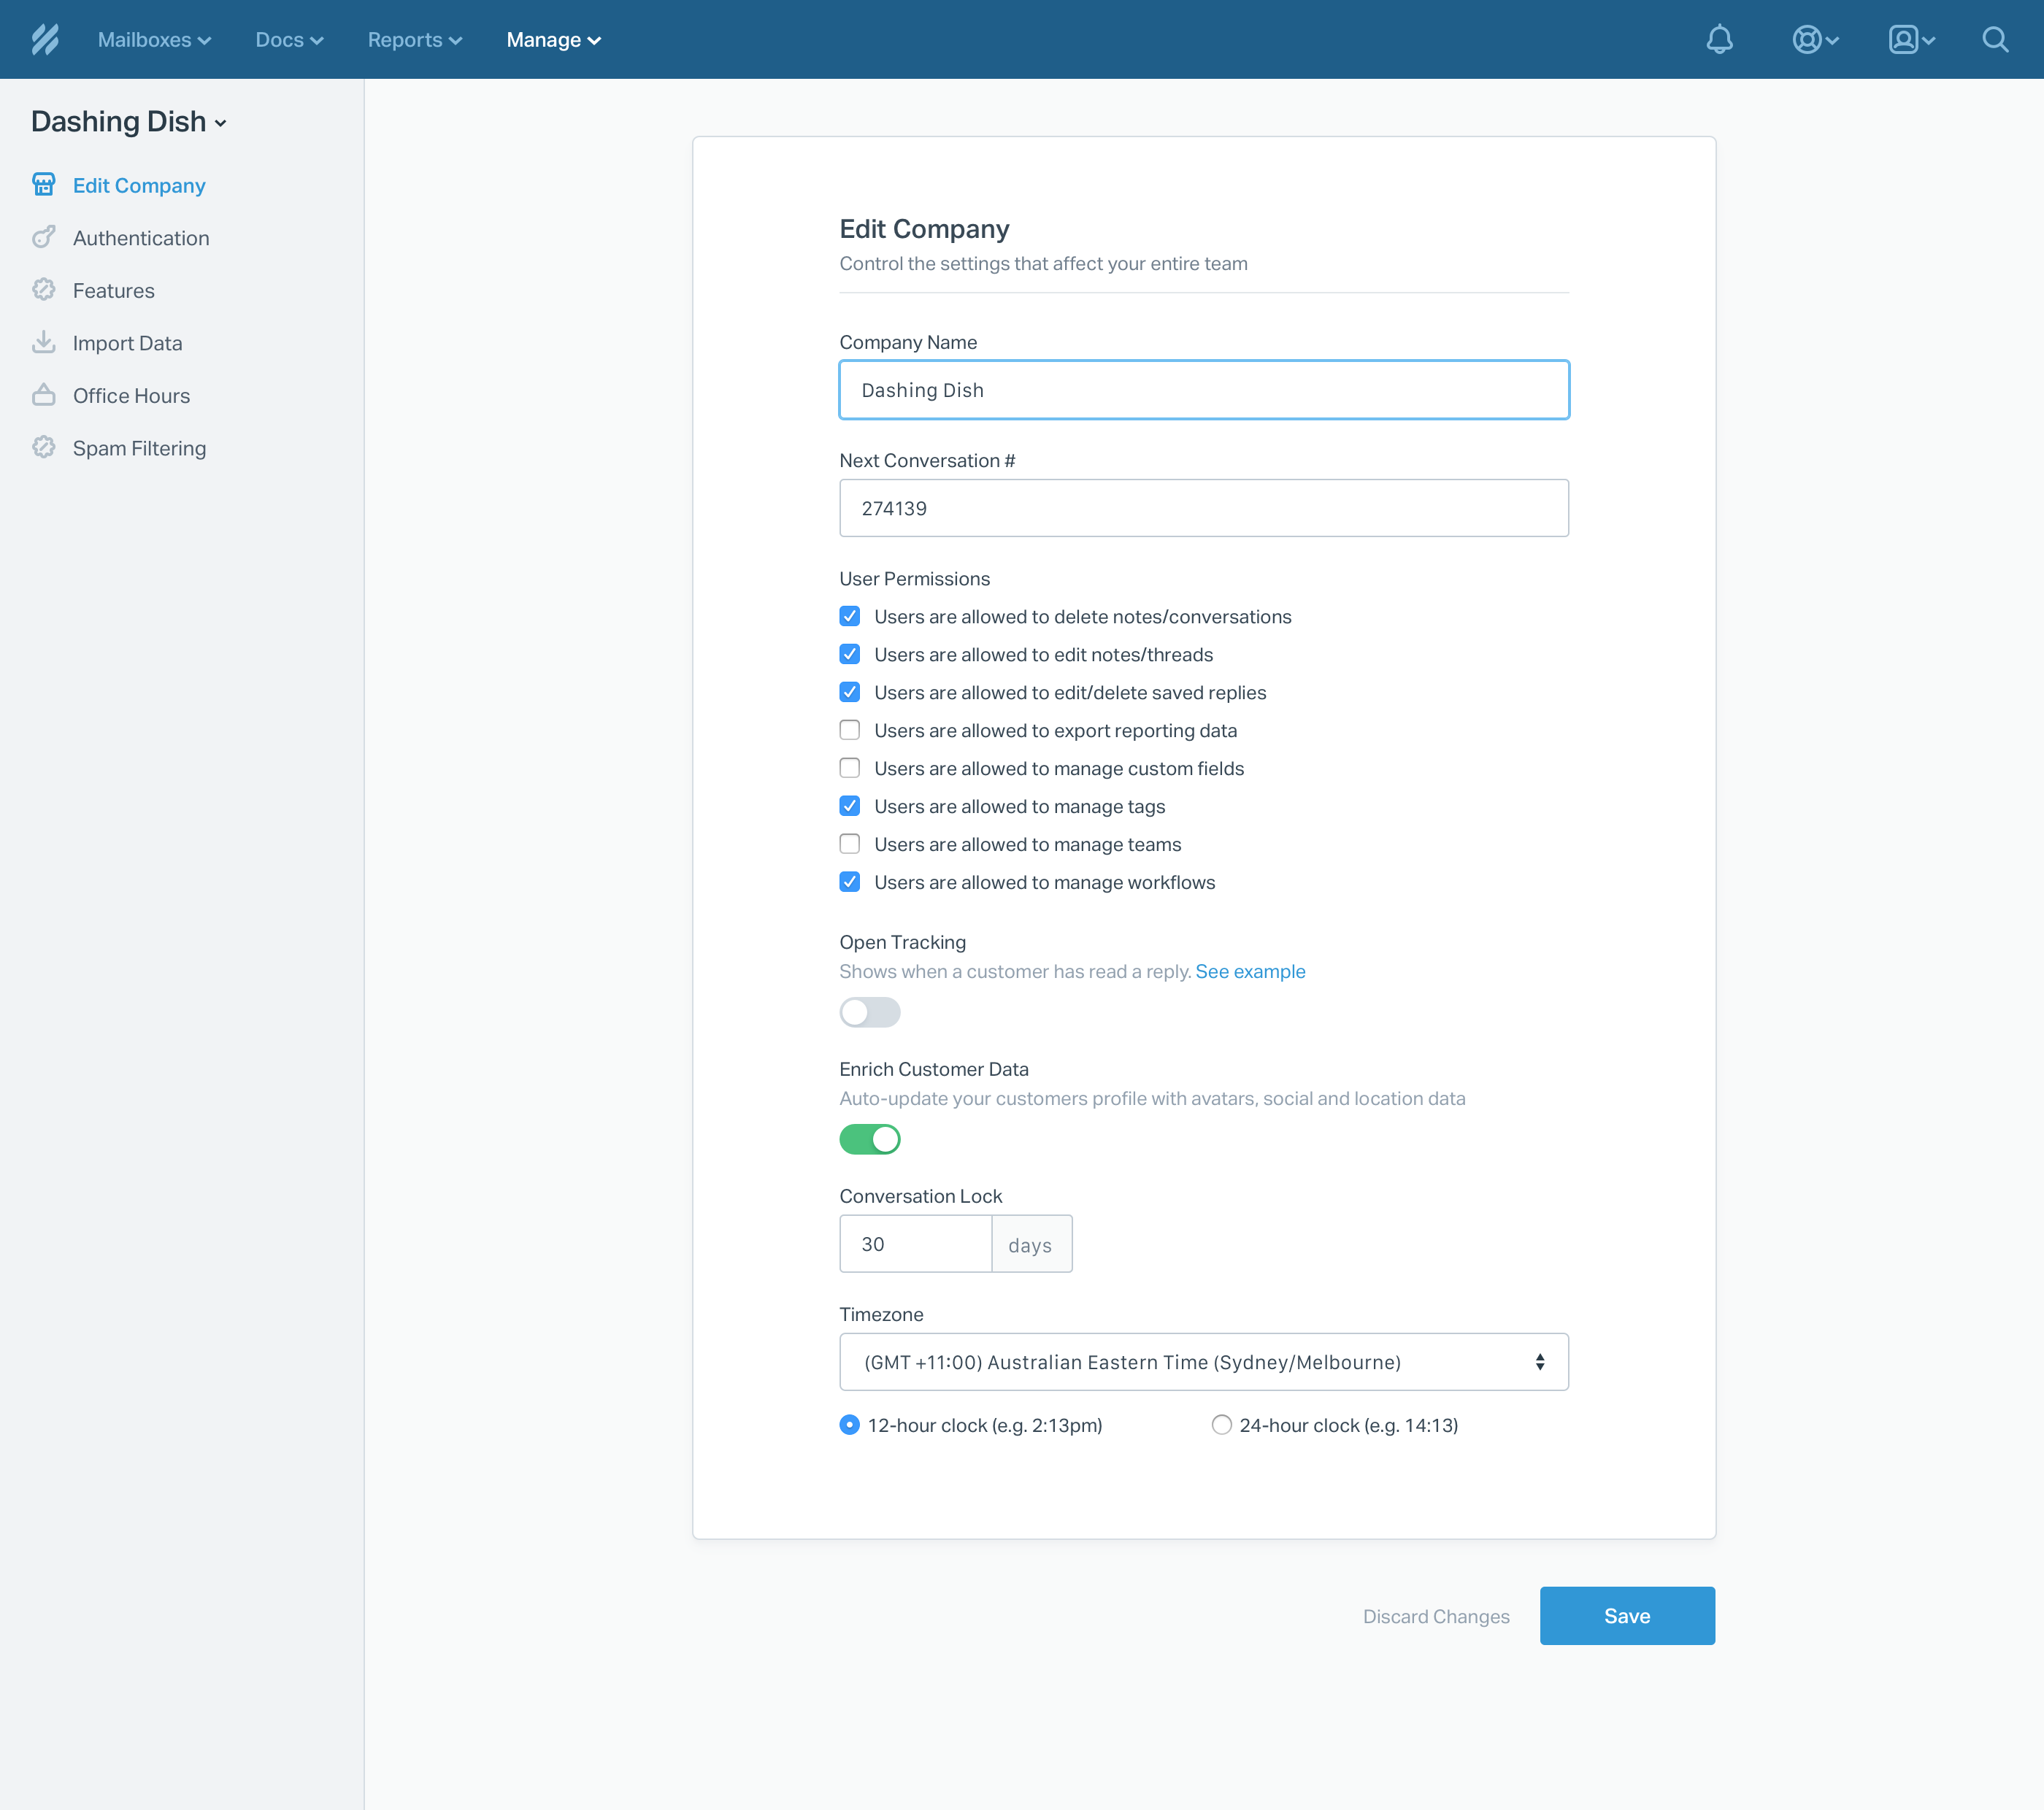 Mailboxes Docs Reports Manage
Dashing Dish
Edit Company
Authentication
Features
Import Data
Office Hours
Spam Filtering
Edit Company
Control the settings that affect your entire team
Company Name
Dashing Dish
Next Conversation #
274139
User Permissions
Users are allowed to delete notes/conversations
Users are allowed to edit notes/threads
Users are allowed to edit/delete saved replies
Users are allowed to export reporting data
Users are allowed to manage custom fields
Users are allowed to manage tags
Users are allowed to manage teams
Users are allowed to manage workflows
Open Tracking
Shows when a customer has read a reply. See example
Enrich Customer Data
Auto-update your customers profile with avatars, social and location data
Conversation Lock
30 days
Timezone
(GMT +11:00) Australian Eastern Time (Sydney/Melbourne)
12-hour clock (e.g. 2:13pm) 24-hour clock (e.g. 14:13)
Discard Changes Save